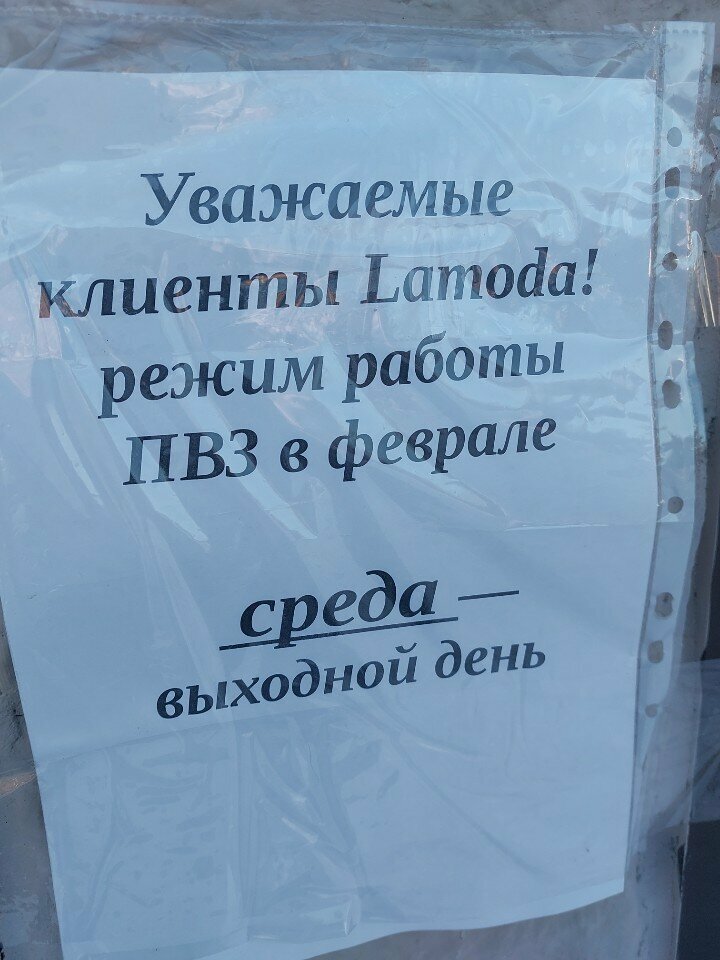 Уважаемые
клиенты Lamoda!
режим работы
ПВЗ в феврале
среда —
выходной день